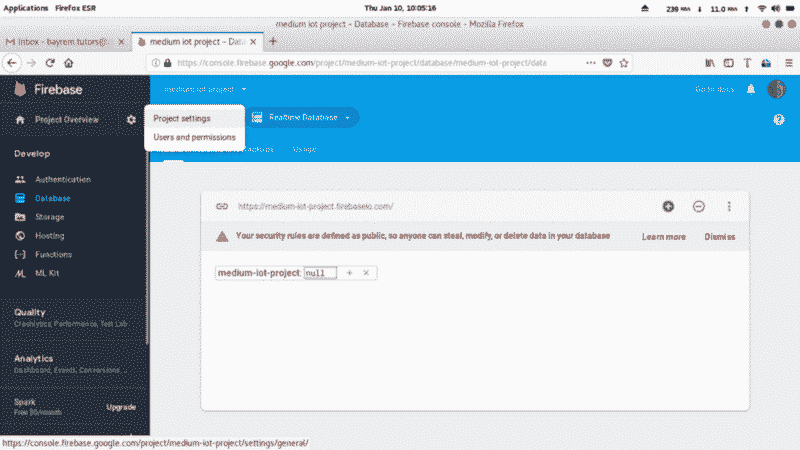 Applications Firefox ESR
Thu Jan 10, 10:05:16
239 KB/s 11.0 KB/s
medium iot project – Database – Firebase console - Mozilla Firefox
Inbox - bayrem.tutors@
medium iot project – Data
https://console.firebase.google.com/project/medium-iot-project/database/medium-iot-project/data
Firebase
medium iot project
Go to docs
Project Overview
Project settings
Users and permissions
Realtime Database
Usage
Develop
Authentication
Database
Storage
Hosting
Functions
ML Kit
https://medium-iot-project.firebaseio.com/
Your security rules are defined as public, so anyone can steal, modify, or delete data in your database
Learn more
Dismiss
medium-iot-project: null
Quality
Crashlytics, Performance, Test Lab
Analytics
Dashboard, Events, Conversions, ...
Spark
Free $0/month
Upgrade
https://console.firebase.google.com/project/medium-iot-project/settings/general/